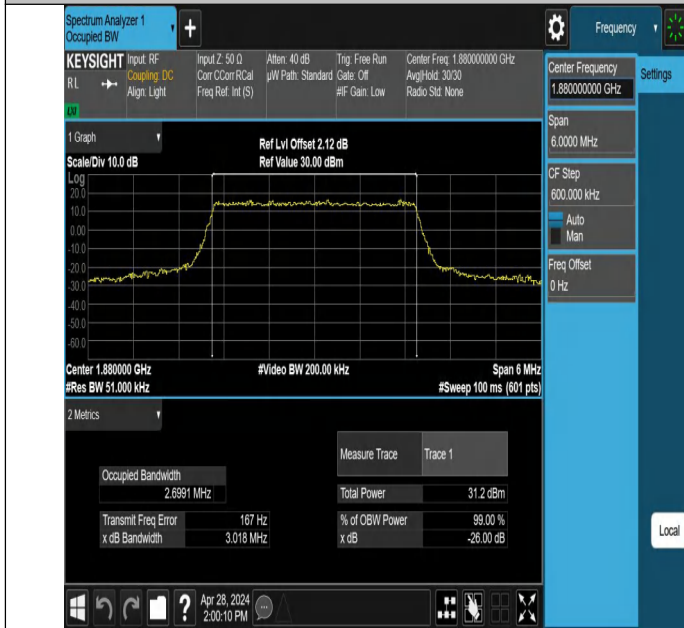 Spectrum Analyzer 1
Occupied BW
+
Frequency
KEYSIGHT
RL
LXI
Input: RF
Coupling: DC
Align: Light
Input Z: 50 Ω
Corr CCorr RCal
Freq Ref: Int (S)
Atten: 40 dB
µW Path: Standard
Trig: Free Run
Gate: Off
#IF Gain: Low
Center Freq: 1.880000000 GHz
Avg|Hold: 30/30
Radio Std: None
Center Frequency
1.880000000 GHz
Settings
Span
6.0000 MHz
CF Step
600.000 kHz
Auto
Man
Freq Offset
0 Hz
Local
1 Graph
Scale/Div 10.0 dB
Ref Lvl Offset 2.12 dB
Ref Value 30.00 dBm
Log
20.0
10.0
0.00
-10.0
-20.0
-30.0
-40.0
-50.0
-60.0
Center 1.880000 GHz
#Video BW 200.00 kHz
Span 6 MHz
#Res BW 51.000 kHz
#Sweep 100 ms (601 pts)
2 Metrics
Occupied Bandwidth
2.6991 MHz
Transmit Freq Error 167 Hz
x dB Bandwidth 3.018 MHz
Measure Trace Trace 1
Total Power 31.2 dBm
% of OBW Power 99.00 %
x dB -26.00 dB
?
Apr 28, 2024
2:00:10 PM